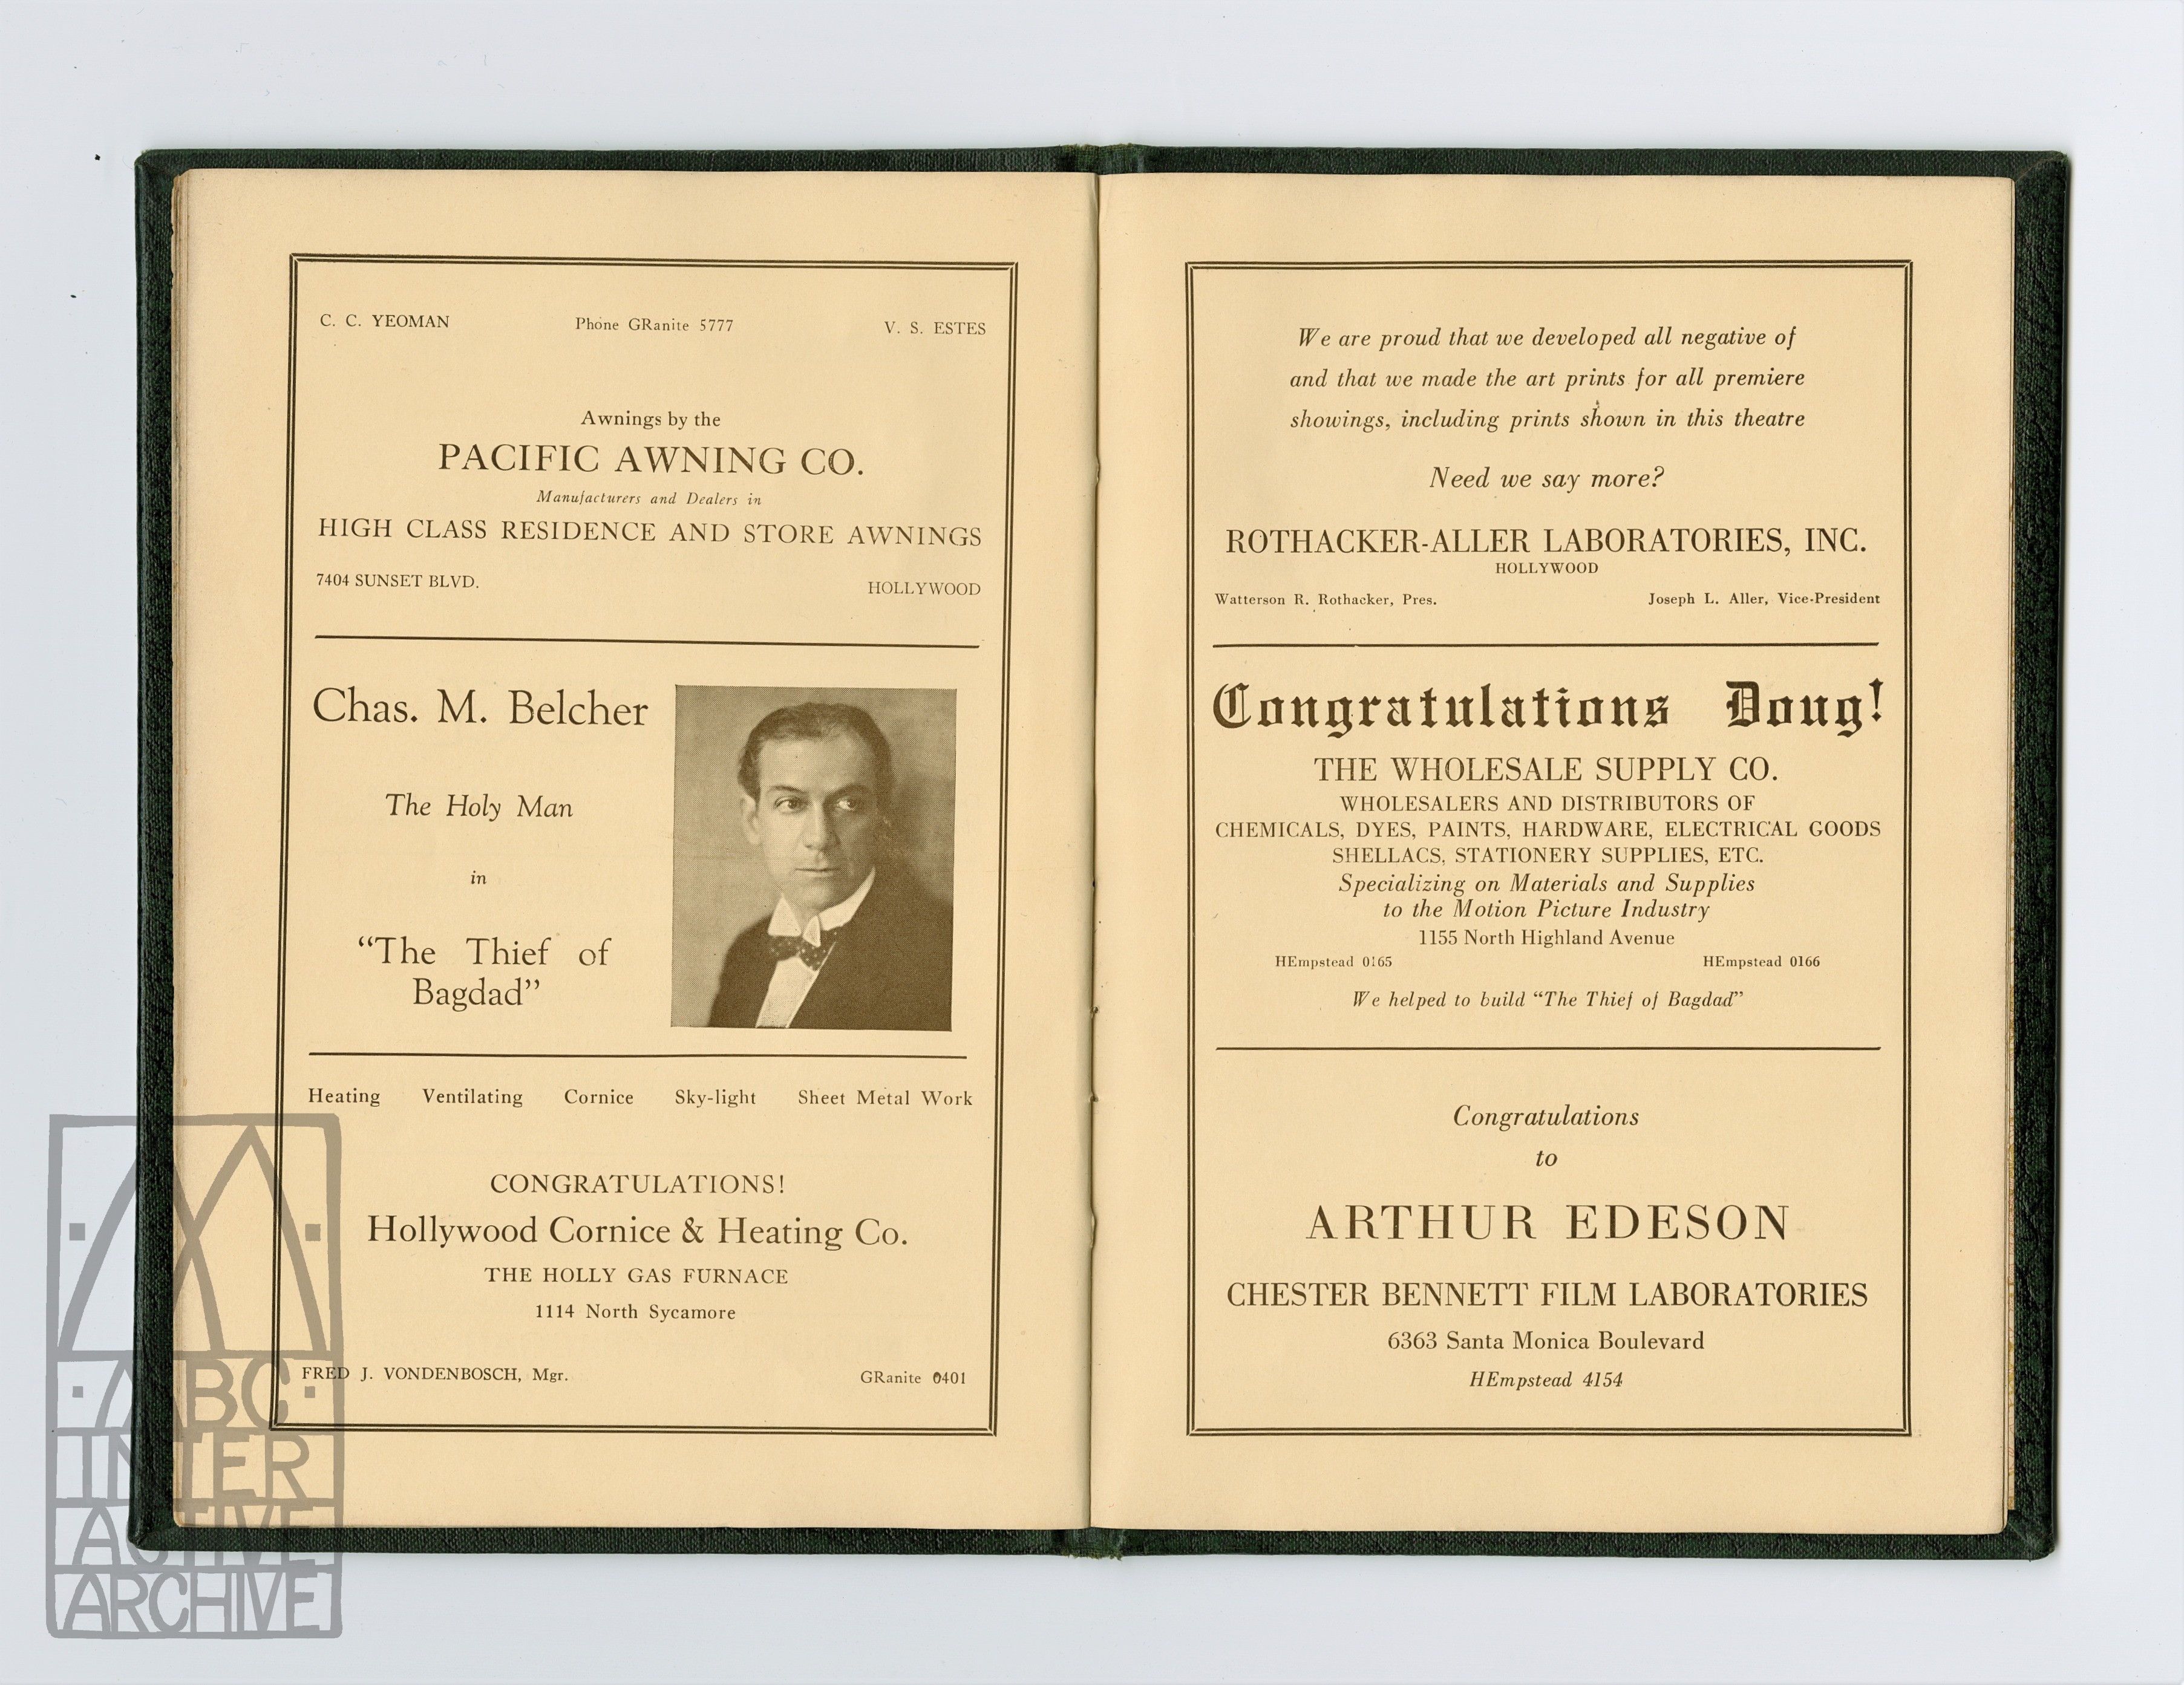 C. C. YEOMAN Phone GRanite 5777 V. S. ESTES
Awnings by the
PACIFIC AWNING CO.
Manufacturers and Dealers in
HIGH CLASS RESIDENCE AND STORE AWNINGS
7404 SUNSET BLVD. HOLLYWOOD
Chas. M. Belcher
The Holy Man
in
“The Thief of
Bagdad”
Heating Ventilating Cornice Sky-light Sheet Metal Work
CONGRATULATIONS!
Hollywood Cornice & Heating Co.
THE HOLLY GAS FURNACE
1114 North Sycamore
FRED J. VONDENBOSCH, Mgr. GRanite 0401
We are proud that we developed all negative of
and that we made the art prints for all premiere
showings, including prints shown in this theatre
Need we say more?
ROTHACKER-ALLER LABORATORIES, INC.
HOLLYWOOD
Watterson R. Rothacker, Pres. Joseph L. Aller, Vice-President
Congratulations Doug!
THE WHOLESALE SUPPLY CO.
WHOLESALERS AND DISTRIBUTORS OF
CHEMICALS, DYES, PAINTS, HARDWARE, ELECTRICAL GOODS
SHELLACS, STATIONERY SUPPLIES, ETC.
Specializing on Materials and Supplies
to the Motion Picture Industry
1155 North Highland Avenue
HEmpstead 0165 HEmpstead 0166
We helped to build “The Thief of Bagdad”
Congratulations
to
ARTHUR EDESON
CHESTER BENNETT FILM LABORATORIES
6363 Santa Monica Boulevard
HEmpstead 4154
ABC
INTER
ACTIVE
ARCHIVE